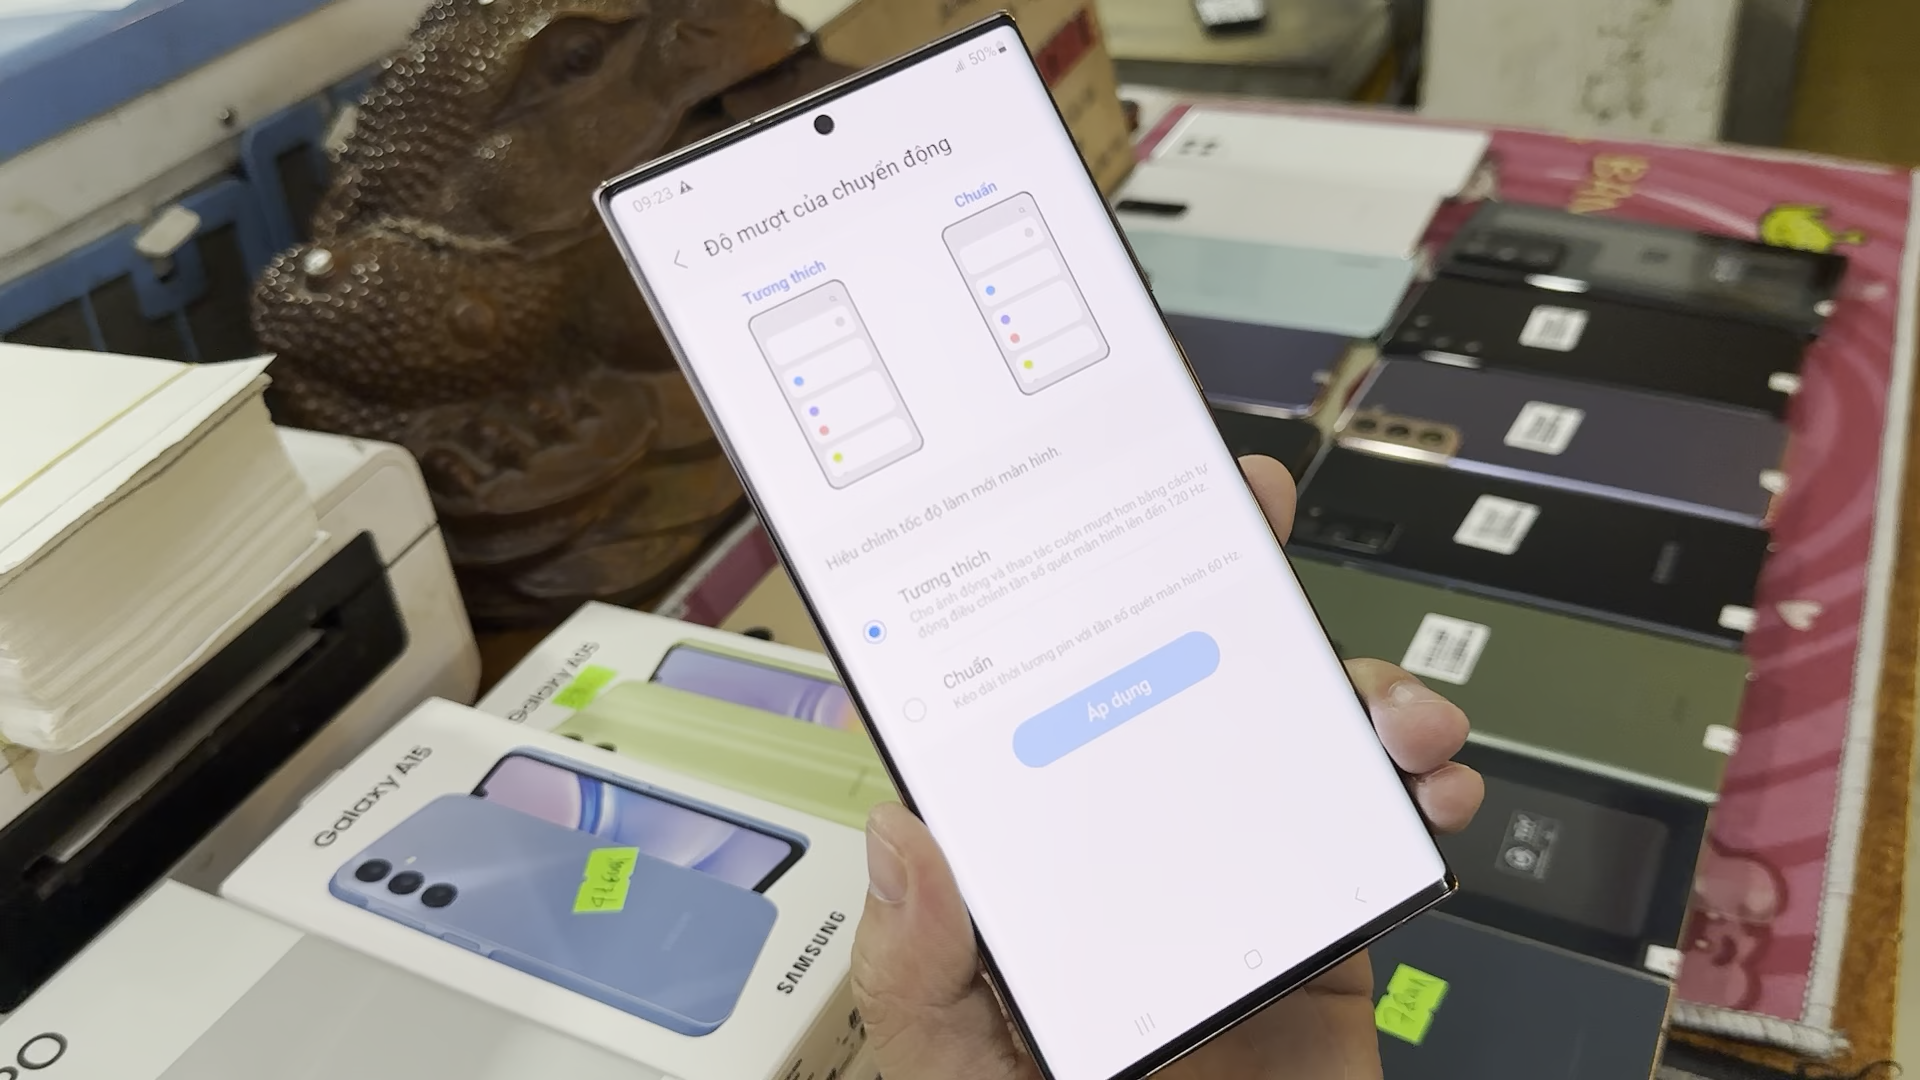 09:23
50%
Độ mượt của chuyển động
Tương thích
Chuẩn
Hiệu chỉnh tốc độ làm mới màn hình.
Tương thích
Cho ảnh động và thao tác cuộn mượt hơn bằng cách tự
động điều chỉnh tần số quét màn hình lên đến 120 Hz.
Chuẩn
Kéo dài thời lượng pin với tần số quét màn hình 60 Hz.
Áp dụng
Galaxy A05
Galaxy A15
SAMSUNG